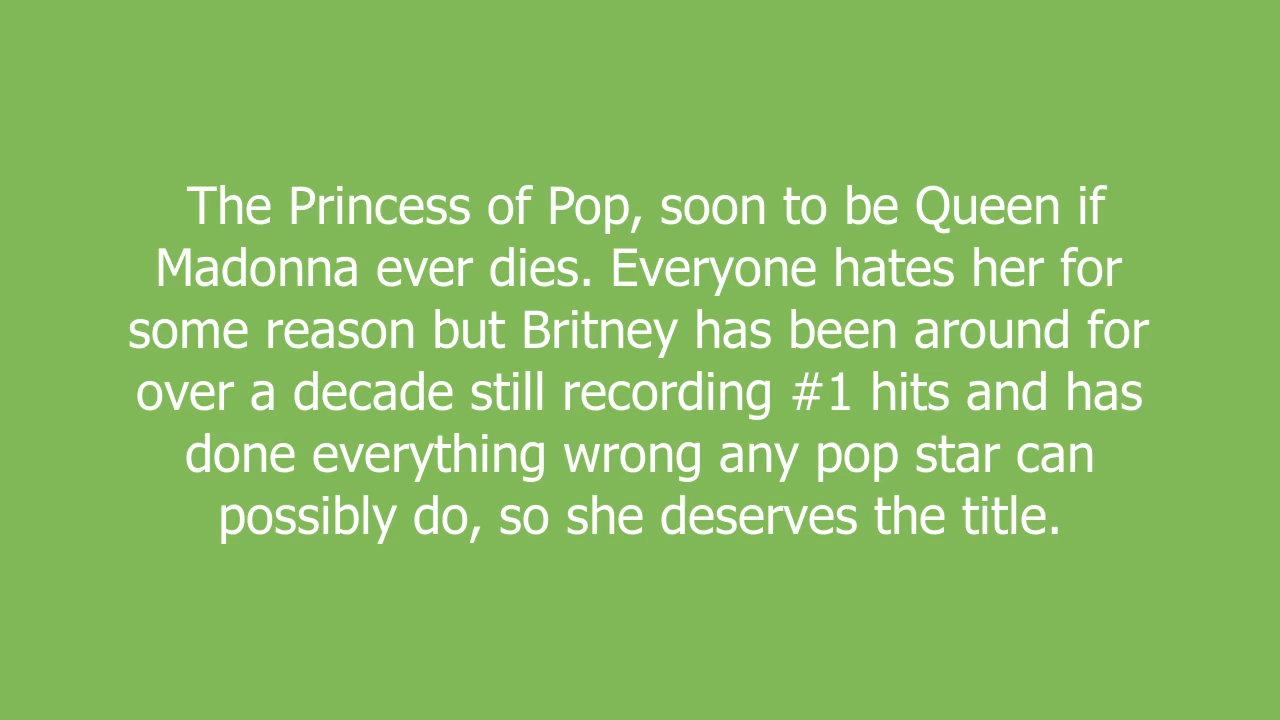 The Princess of Pop, soon to be Queen if
Madonna ever dies. Everyone hates her for
some reason but Britney has been around for
over a decade still recording #1 hits and has
done everything wrong any pop star can
possibly do, so she deserves the title.